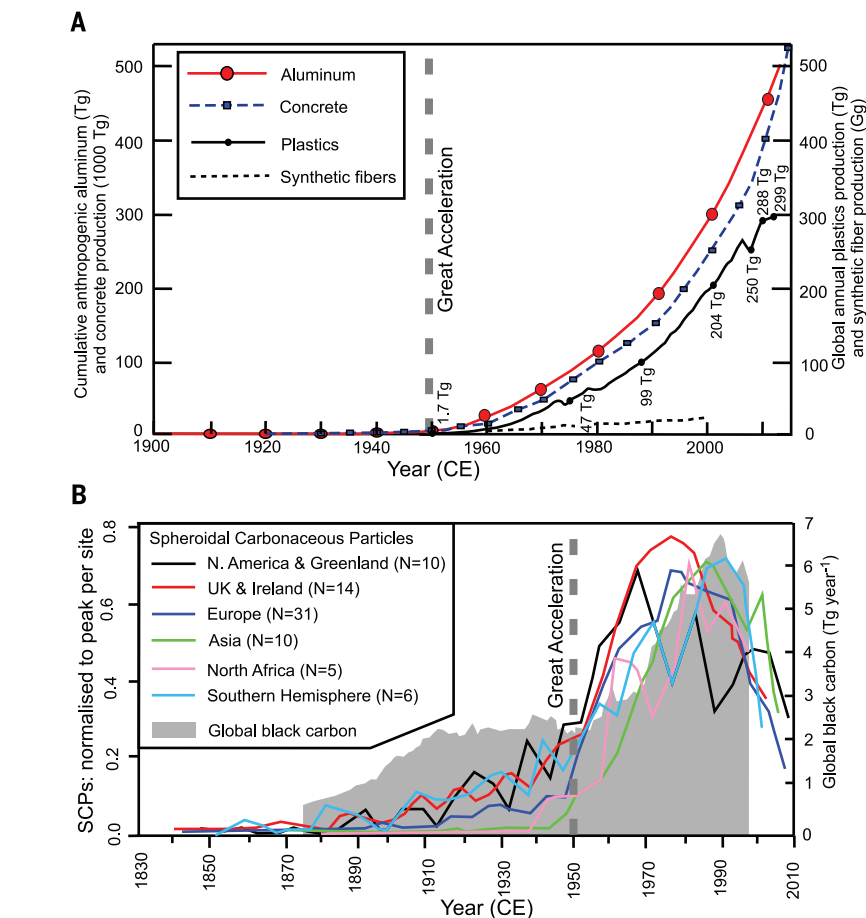 A
Cumulative anthropogenic aluminum (Tg)
and concrete production (1000 Tg)
500
400
300
200
100
0
Aluminum
Concrete
Plastics
Synthetic fibers
Great Acceleration
1.7 Tg
47 Tg
99 Tg
204 Tg
250 Tg
288 Tg
299 Tg
500
400
300
200
100
0
Global annual plastics production (Tg)
and synthetic fiber production (Gg)
1900
1920
1940
1960
1980
2000
Year (CE)
B
SCPs: normalised to peak per site
0.8
0.6
0.4
0.2
0.0
Spheroidal Carbonaceous Particles
N. America & Greenland (N=10)
UK & Ireland (N=14)
Europe (N=31)
Asia (N=10)
North Africa (N=5)
Southern Hemisphere (N=6)
Global black carbon
Great Acceleration
7
6
5
4
3
2
1
0
Global black carbon (Tg year⁻¹)
1830
1850
1870
1890
1910
1930
1950
1970
1990
2010
Year (CE)